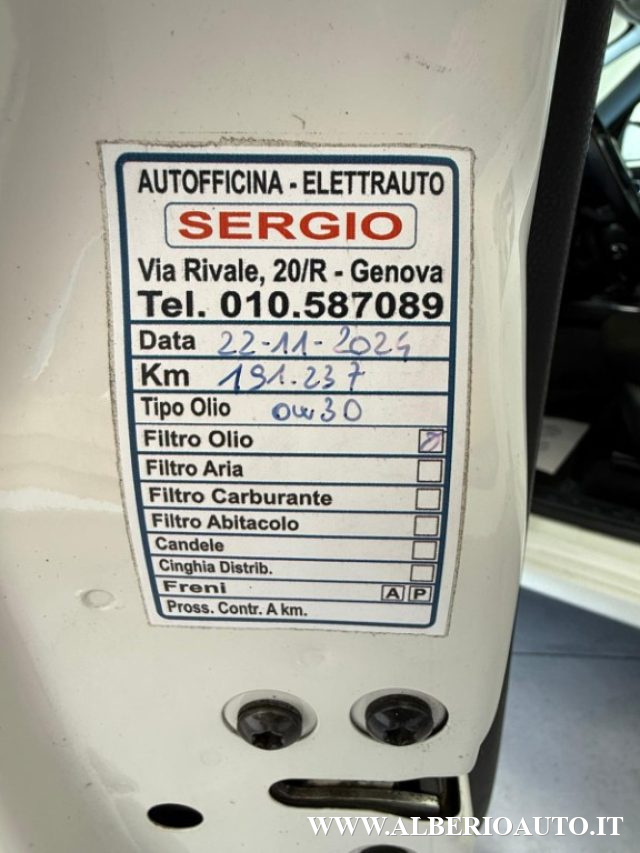 AUTOFFICINA - ELETTRAUTO
SERGIO
Via Rivale, 20/R - Genova
Tel. 010.587089
Data 22-11-2024
Km 191.237
Tipo Olio 0w30
Filtro Olio
Filtro Aria
Filtro Carburante
Filtro Abitacolo
Candele
Cinghia Distrib.
Freni A P
Pross. Contr. A km.
WWW.ALBERIOAUTO.IT